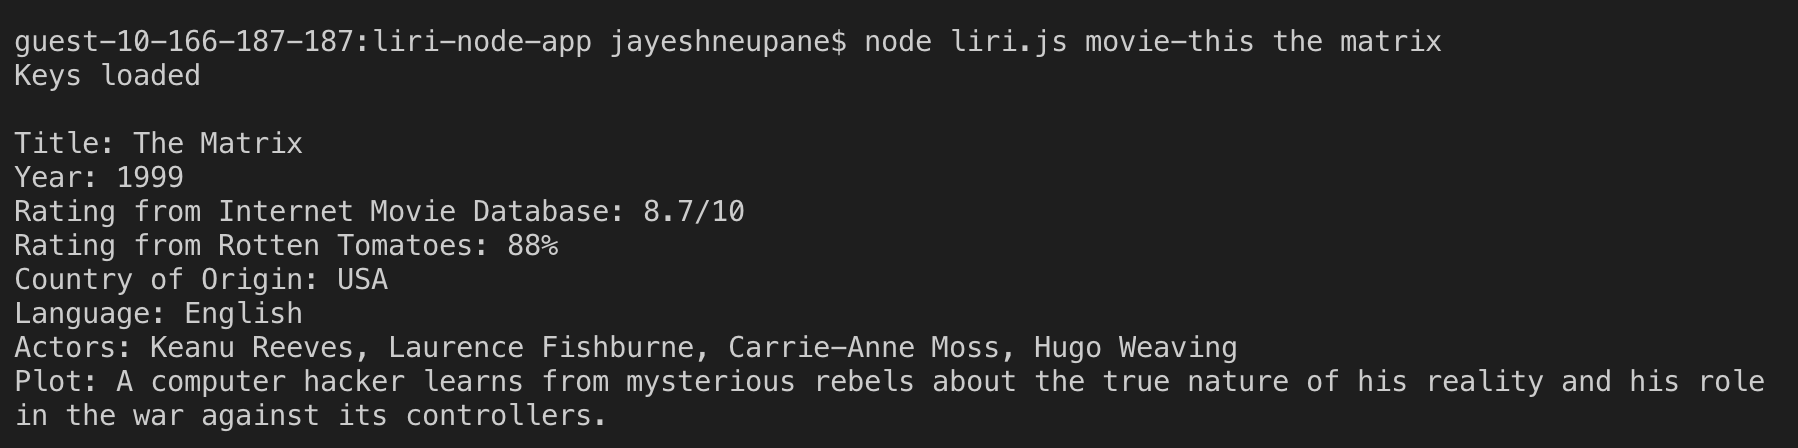 guest-10-166-187-187:liri-node-app jayeshneupane$ node liri.js movie-this the matrix
Keys loaded
Title: The Matrix
Year: 1999
Rating from Internet Movie Database: 8.7/10
Rating from Rotten Tomatoes: 88%
Country of Origin: USA
Language: English
Actors: Keanu Reeves, Laurence Fishburne, Carrie-Anne Moss, Hugo Weaving
Plot: A computer hacker learns from mysterious rebels about the true nature of his reality and his role
in the war against its controllers.